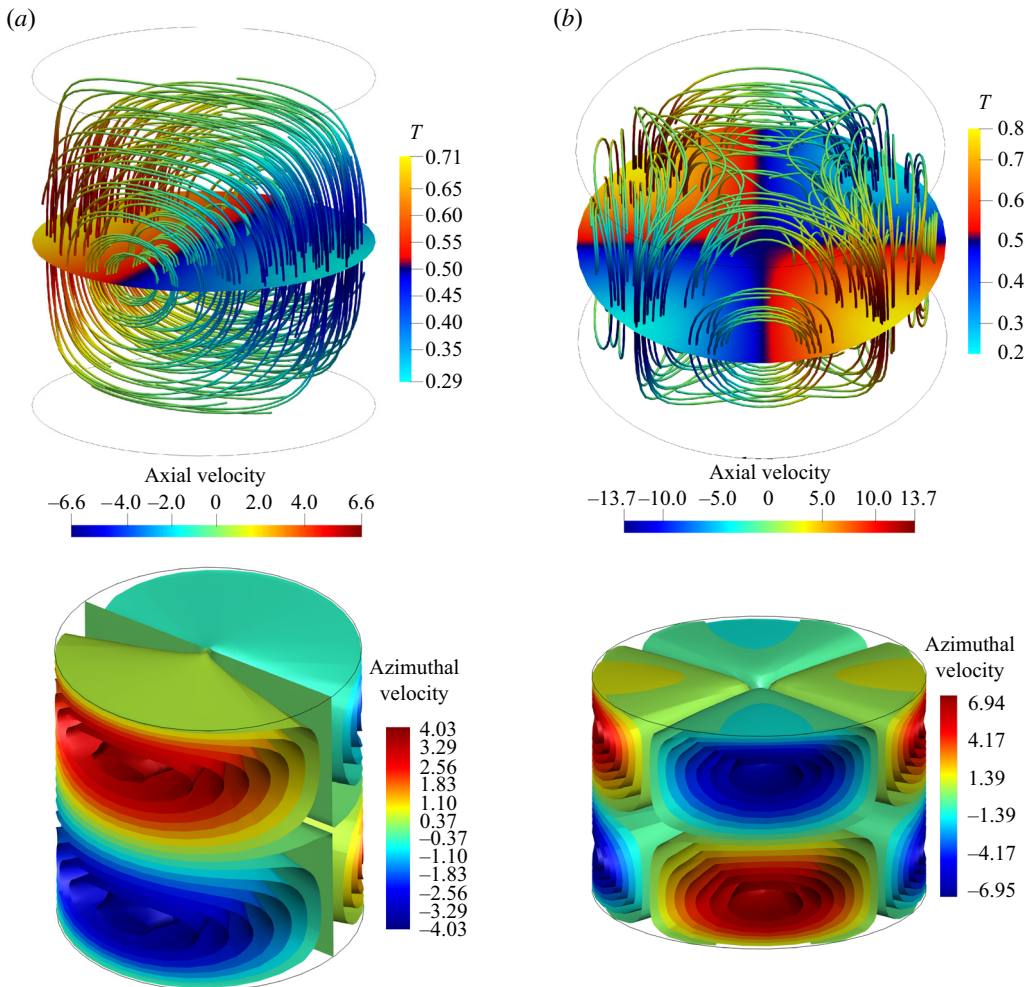 (a)
(b)
T
0.71
0.65
0.60
0.55
0.50
0.45
0.40
0.35
0.29
T
0.8
0.7
0.6
0.5
0.4
0.3
0.2
Axial velocity
–6.6 –4.0 –2.0 0 2.0 4.0 6.6
Axial velocity
–13.7 –10.0 –5.0 0 5.0 10.0 13.7
Azimuthal
velocity
4.03
3.29
2.56
1.83
1.10
0.37
–0.37
–1.10
–1.83
–2.56
–3.29
–4.03
Azimuthal
velocity
6.94
4.17
1.39
–1.39
–4.17
–6.95